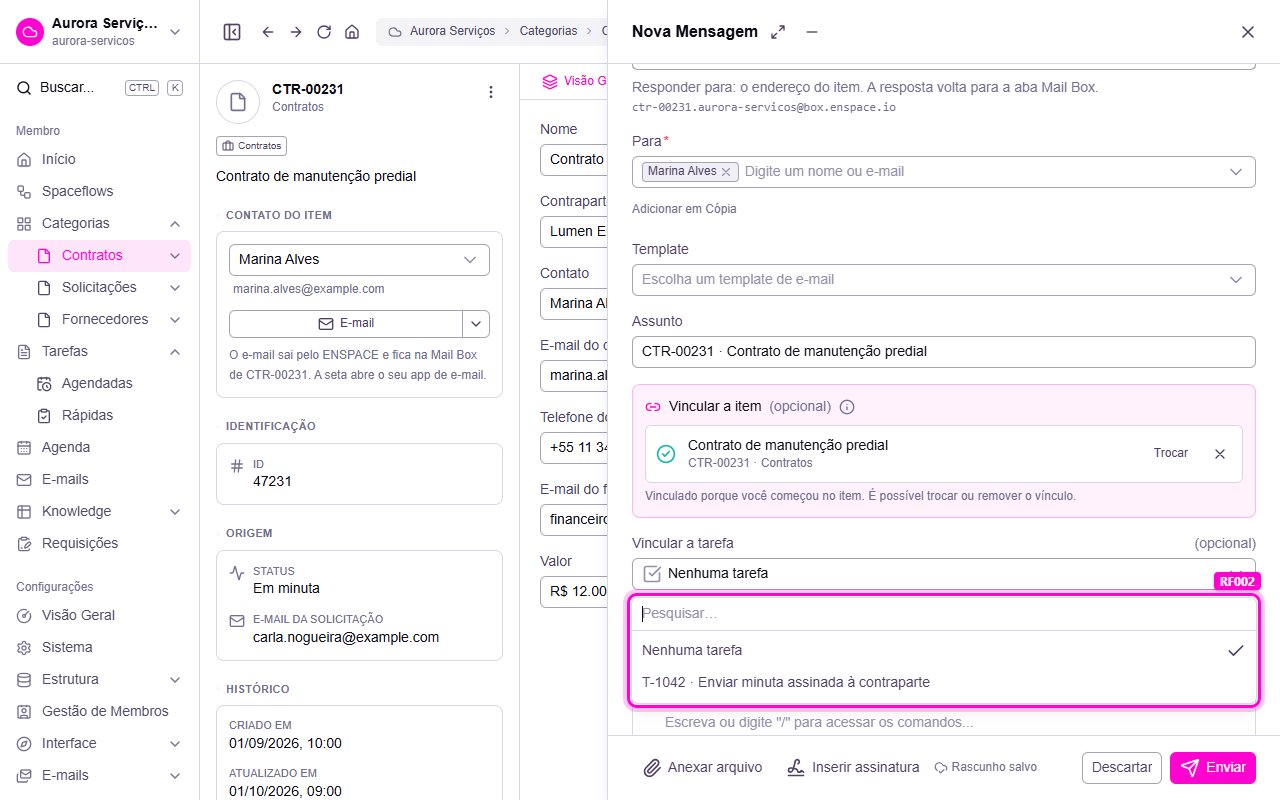 Aurora Serviç...
aurora-servicos
Buscar... CTRL K
Membro
Início
Spaceflows
Categorias
Contratos
Solicitações
Fornecedores
Tarefas
Agendadas
Rápidas
Agenda
E-mails
Knowledge
Requisições
Configurações
Visão Geral
Sistema
Estrutura
Gestão de Membros
Interface
E-mails
Aurora Serviços > Categorias > C
CTR-00231
Contratos
Contratos
Contrato de manutenção predial
CONTATO DO ITEM
Marina Alves
marina.alves@example.com
E-mail
O e-mail sai pelo ENSPACE e fica na Mail Box
de CTR-00231. A seta abre o seu app de e-mail.
IDENTIFICAÇÃO
ID
47231
ORIGEM
STATUS
Em minuta
E-MAIL DA SOLICITAÇÃO
carla.nogueira@example.com
HISTÓRICO
CRIADO EM
01/09/2026, 10:00
ATUALIZADO EM
01/10/2026, 09:00
Visão G
Nome
Contrato
Contrapart
Lumen E
Contato
Marina Al
E-mail do c
marina.al
Telefone do
+55 11 34
E-mail do f
financeiro
Valor
R$ 12.00
Nova Mensagem
Responder para: o endereço do item. A resposta volta para a aba Mail Box.
ctr-00231.aurora-servicos@box.enspace.io
Para*
Marina Alves Digite um nome ou e-mail
Adicionar em Cópia
Template
Escolha um template de e-mail
Assunto
CTR-00231 · Contrato de manutenção predial
Vincular a item (opcional)
Contrato de manutenção predial
CTR-00231 · Contratos
Trocar
Vinculado porque você começou no item. É possível trocar ou remover o vínculo.
Vincular a tarefa (opcional)
Nenhuma tarefa
RF002
Pesquisar...
Nenhuma tarefa
T-1042 · Enviar minuta assinada à contraparte
Escreva ou digite "/" para acessar os comandos...
Anexar arquivo Inserir assinatura Rascunho salvo Descartar Enviar